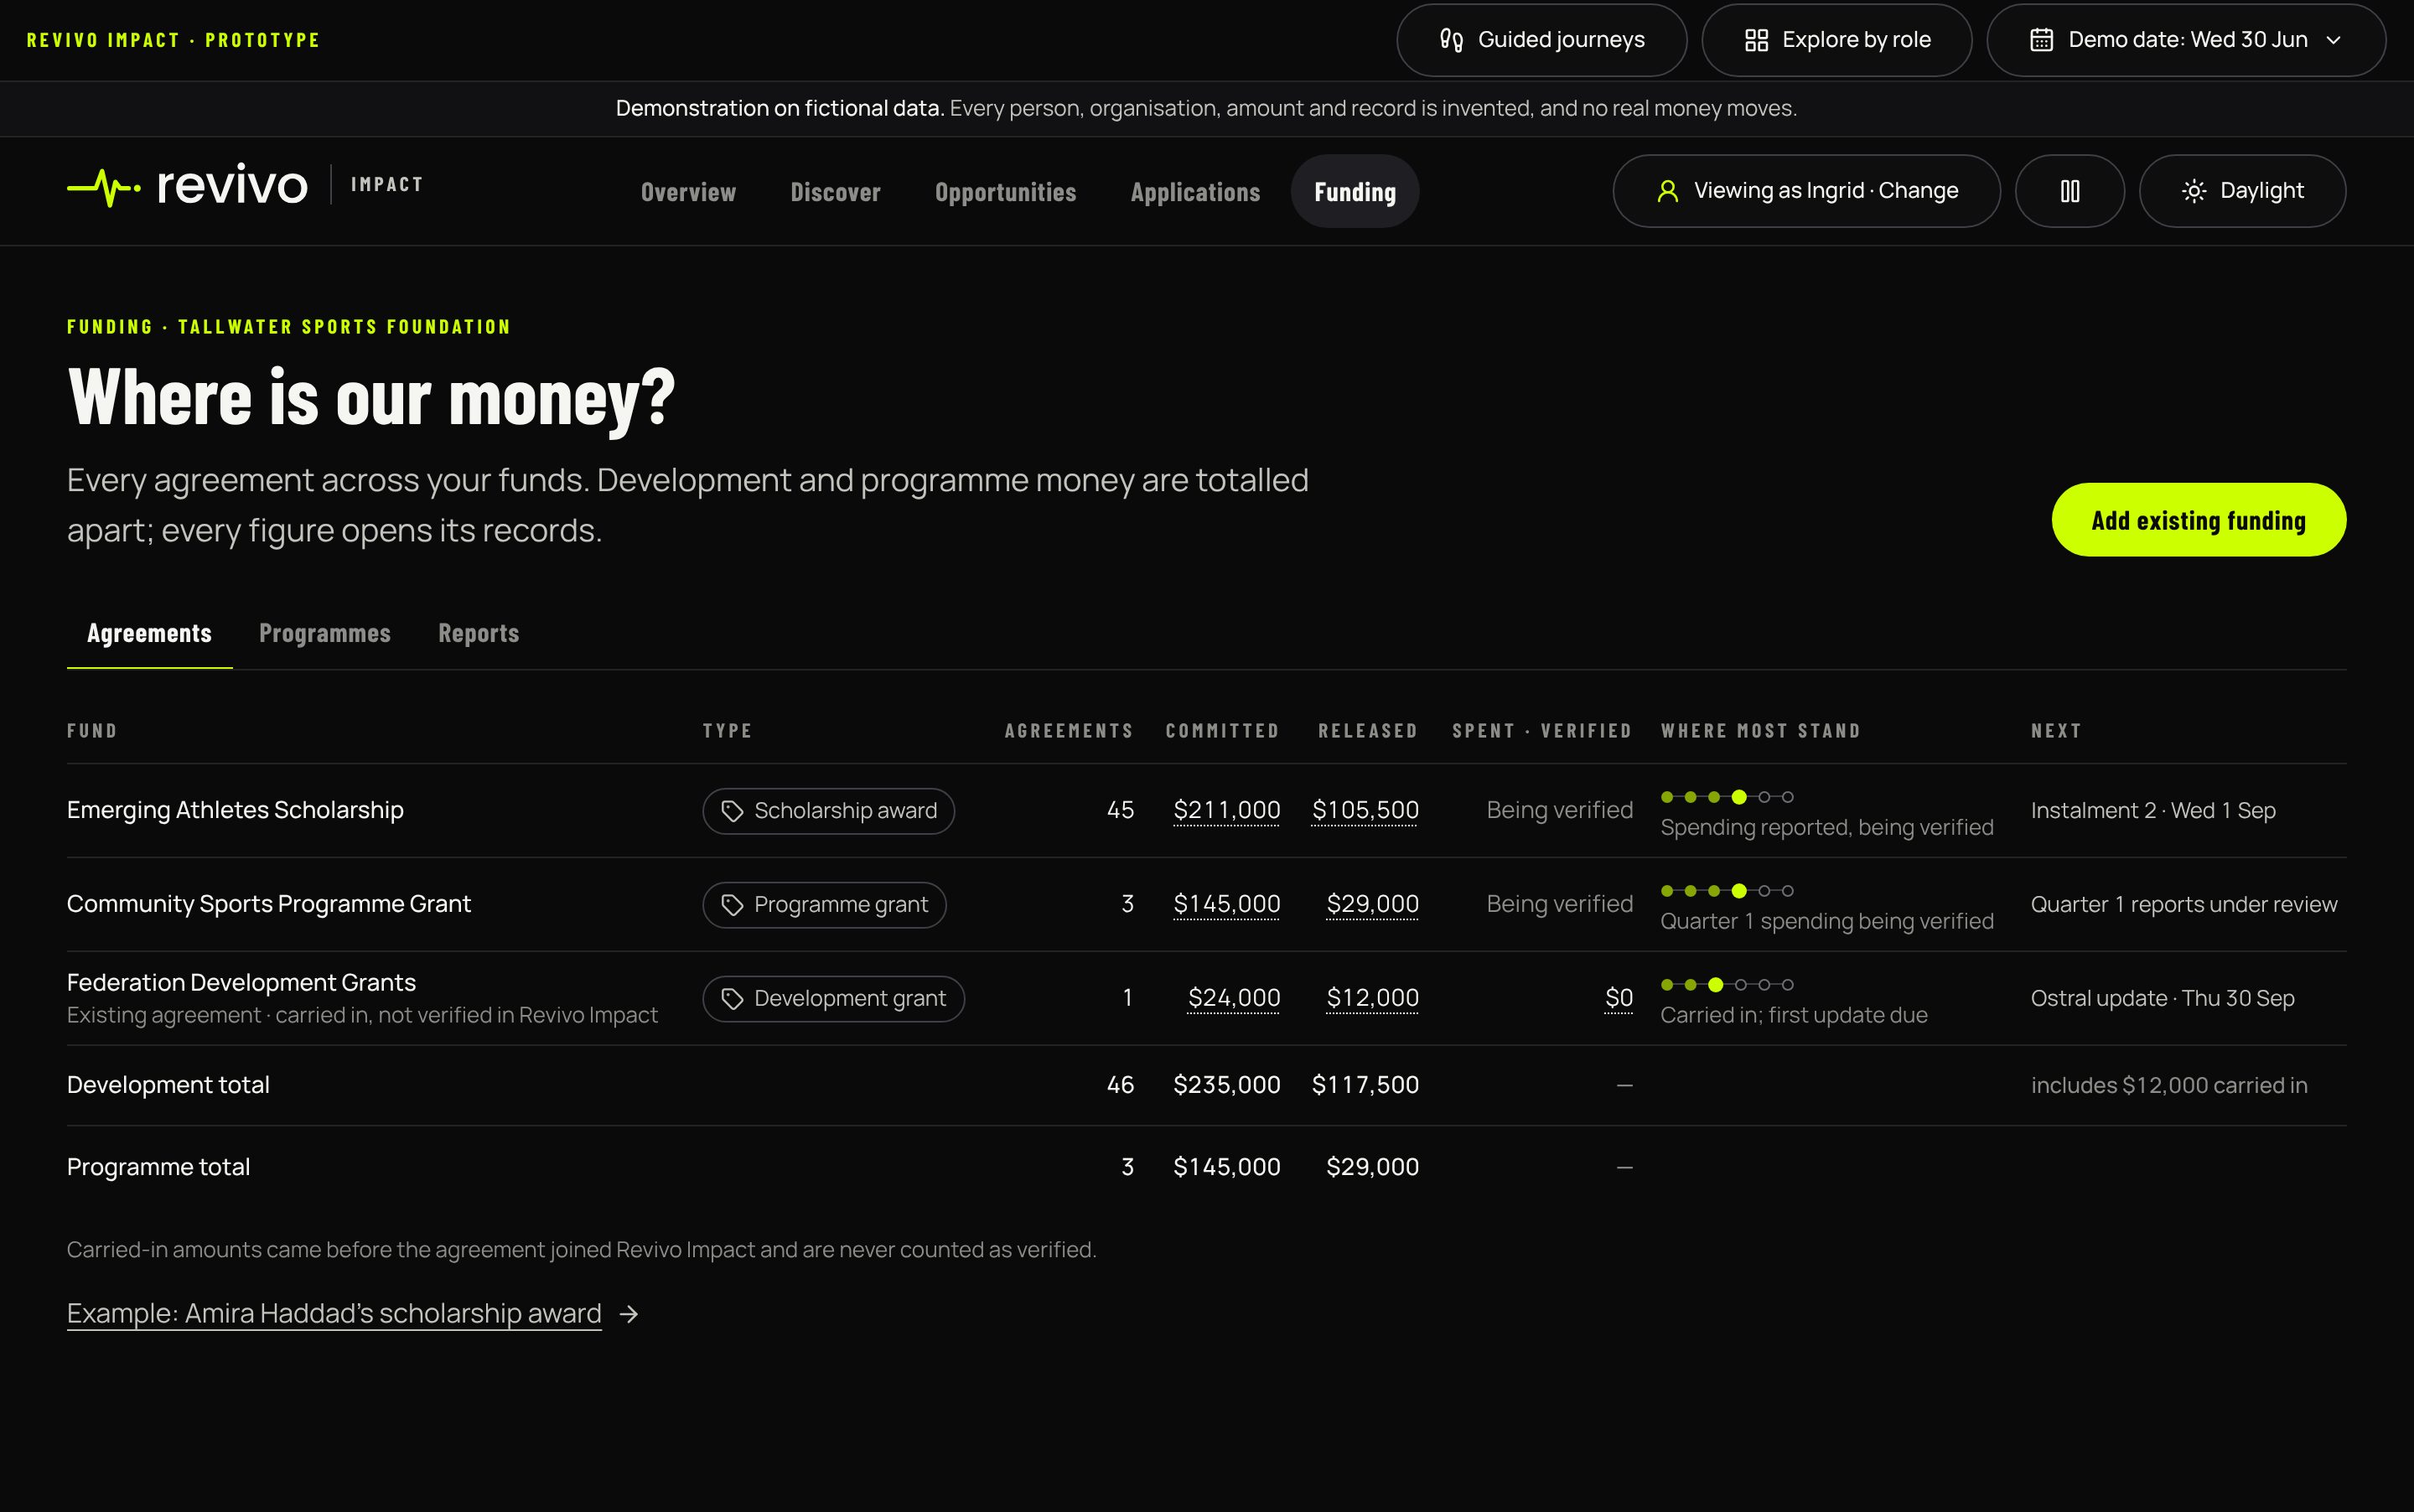 REVIVO IMPACT · PROTOTYPE
Guided journeys
Explore by role
Demo date: Wed 30 Jun
Demonstration on fictional data. Every person, organisation, amount and record is invented, and no real money moves.
revivo IMPACT
Overview
Discover
Opportunities
Applications
Funding
Viewing as Ingrid · Change
Daylight
FUNDING · TALLWATER SPORTS FOUNDATION
Where is our money?
Every agreement across your funds. Development and programme money are totalled
apart; every figure opens its records.
Add existing funding
Agreements
Programmes
Reports
FUND TYPE AGREEMENTS COMMITTED RELEASED SPENT · VERIFIED WHERE MOST STAND NEXT
Emerging Athletes Scholarship Scholarship award 45 $211,000 $105,500 Being verified Instalment 2 · Wed 1 Sep
Spending reported, being verified
Community Sports Programme Grant Programme grant 3 $145,000 $29,000 Being verified Quarter 1 reports under review
Quarter 1 spending being verified
Federation Development Grants Development grant 1 $24,000 $12,000 $0 Ostral update · Thu 30 Sep
Existing agreement · carried in, not verified in Revivo Impact Carried in; first update due
Development total 46 $235,000 $117,500 – includes $12,000 carried in
Programme total 3 $145,000 $29,000 –
Carried-in amounts came before the agreement joined Revivo Impact and are never counted as verified.
Example: Amira Haddad's scholarship award →